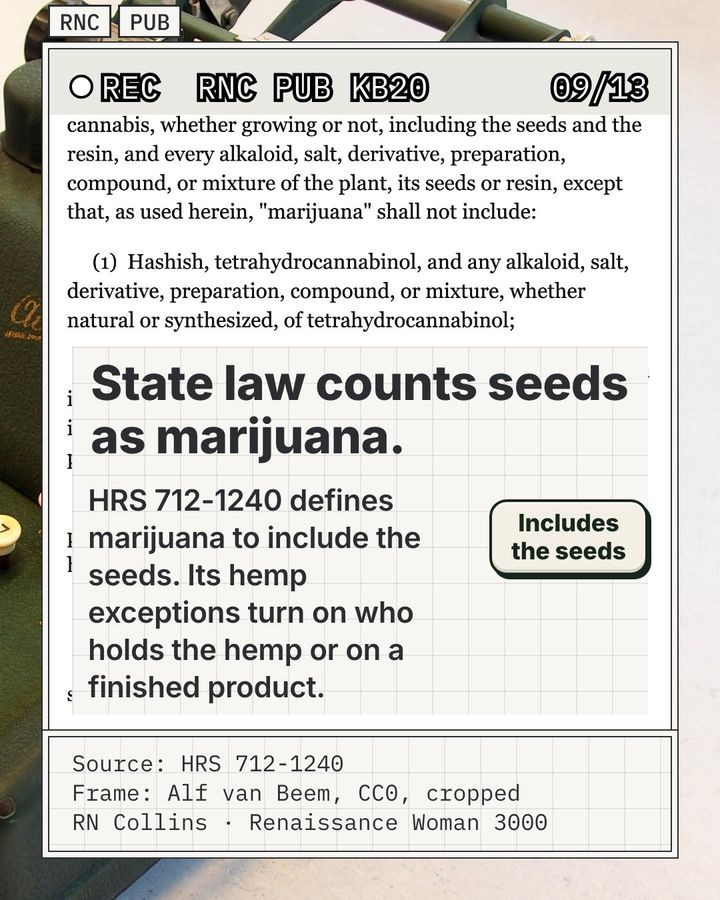 RNC PUB
REC RNC PUB KB20 09/13
cannabis, whether growing or not, including the seeds and the
resin, and every alkaloid, salt, derivative, preparation,
compound, or mixture of the plant, its seeds or resin, except
that, as used herein, "marijuana" shall not include:
(1) Hashish, tetrahydrocannabinol, and any alkaloid, salt,
derivative, preparation, compound, or mixture, whether
natural or synthesized, of tetrahydrocannabinol;
State law counts seeds
as marijuana.
HRS 712-1240 defines
marijuana to include the
seeds. Its hemp
exceptions turn on who
holds the hemp or on a
finished product.
Includes
the seeds
Source: HRS 712-1240
Frame: Alf van Beem, CC0, cropped
RN Collins · Renaissance Woman 3000